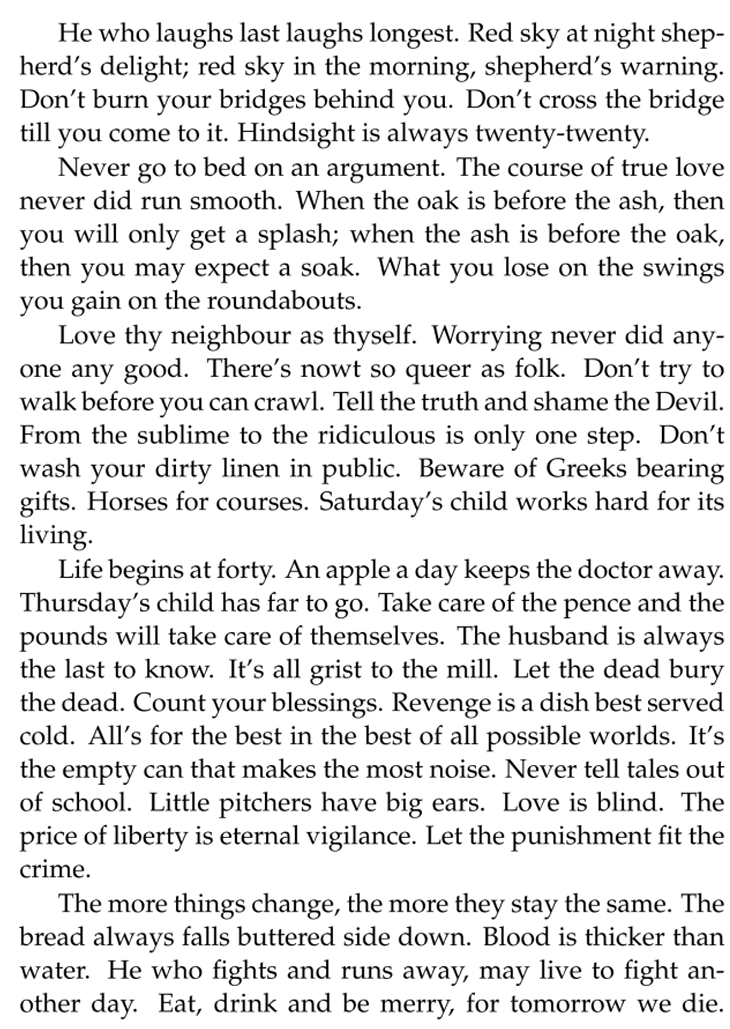 He who laughs last laughs longest. Red sky at night shep-
herd's delight; red sky in the morning, shepherd's warning.
Don't burn your bridges behind you. Don't cross the bridge
till you come to it. Hindsight is always twenty-twenty.
Never go to bed on an argument. The course of true love
never did run smooth. When the oak is before the ash, then
you will only get a splash; when the ash is before the oak,
then you may expect a soak. What you lose on the swings
you gain on the roundabouts.
Love thy neighbour as thyself. Worrying never did any-
one any good. There's nowt so queer as folk. Don't try to
walk before you can crawl. Tell the truth and shame the Devil.
From the sublime to the ridiculous is only one step. Don't
wash your dirty linen in public. Beware of Greeks bearing
gifts. Horses for courses. Saturday's child works hard for its
living.
Life begins at forty. An apple a day keeps the doctor away.
Thursday's child has far to go. Take care of the pence and the
pounds will take care of themselves. The husband is always
the last to know. It's all grist to the mill. Let the dead bury
the dead. Count your blessings. Revenge is a dish best served
cold. All's for the best in the best of all possible worlds. It's
the empty can that makes the most noise. Never tell tales out
of school. Little pitchers have big ears. Love is blind. The
price of liberty is eternal vigilance. Let the punishment fit the
crime.
The more things change, the more they stay the same. The
bread always falls buttered side down. Blood is thicker than
water. He who fights and runs away, may live to fight an-
other day. Eat, drink and be merry, for tomorrow we die.